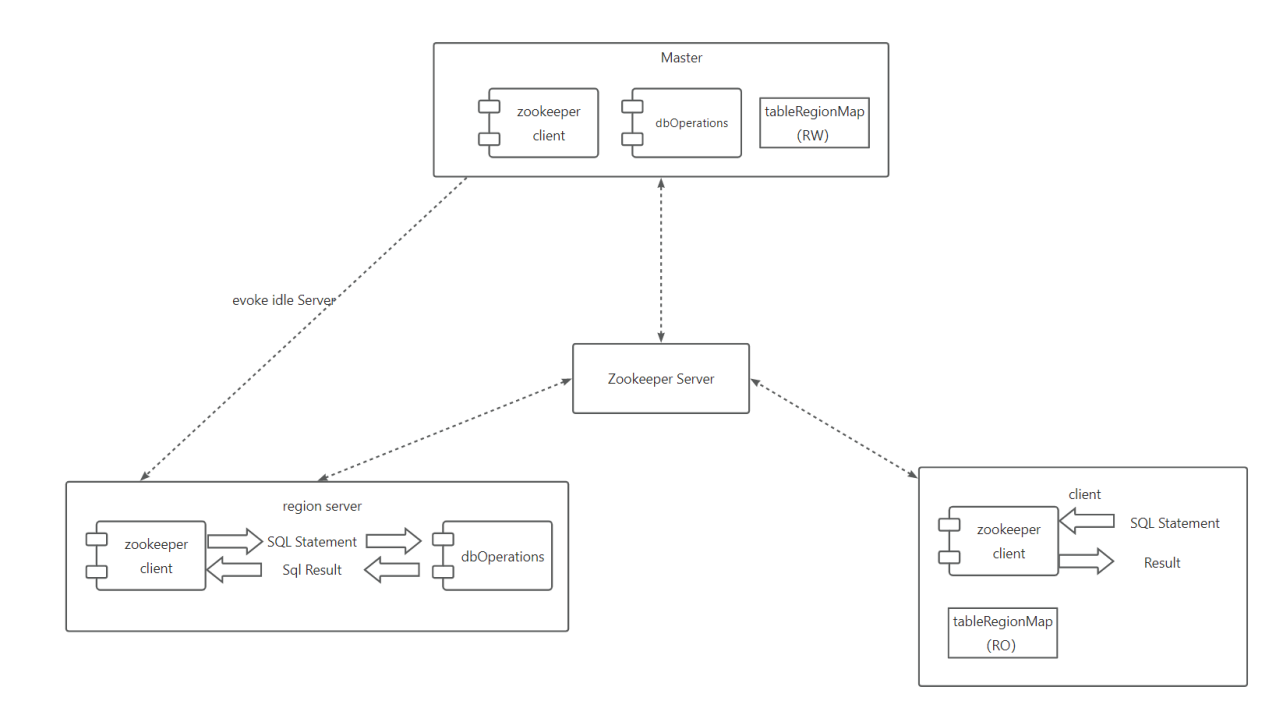 Master
zookeeper
client
dbOperations
tableRegionMap
(RW)
evoke idle Server
Zookeeper Server
region server
zookeeper
client
SQL Statement
Sql Result
dbOperations
client
zookeeper
client
SQL Statement
Result
tableRegionMap
(RO)